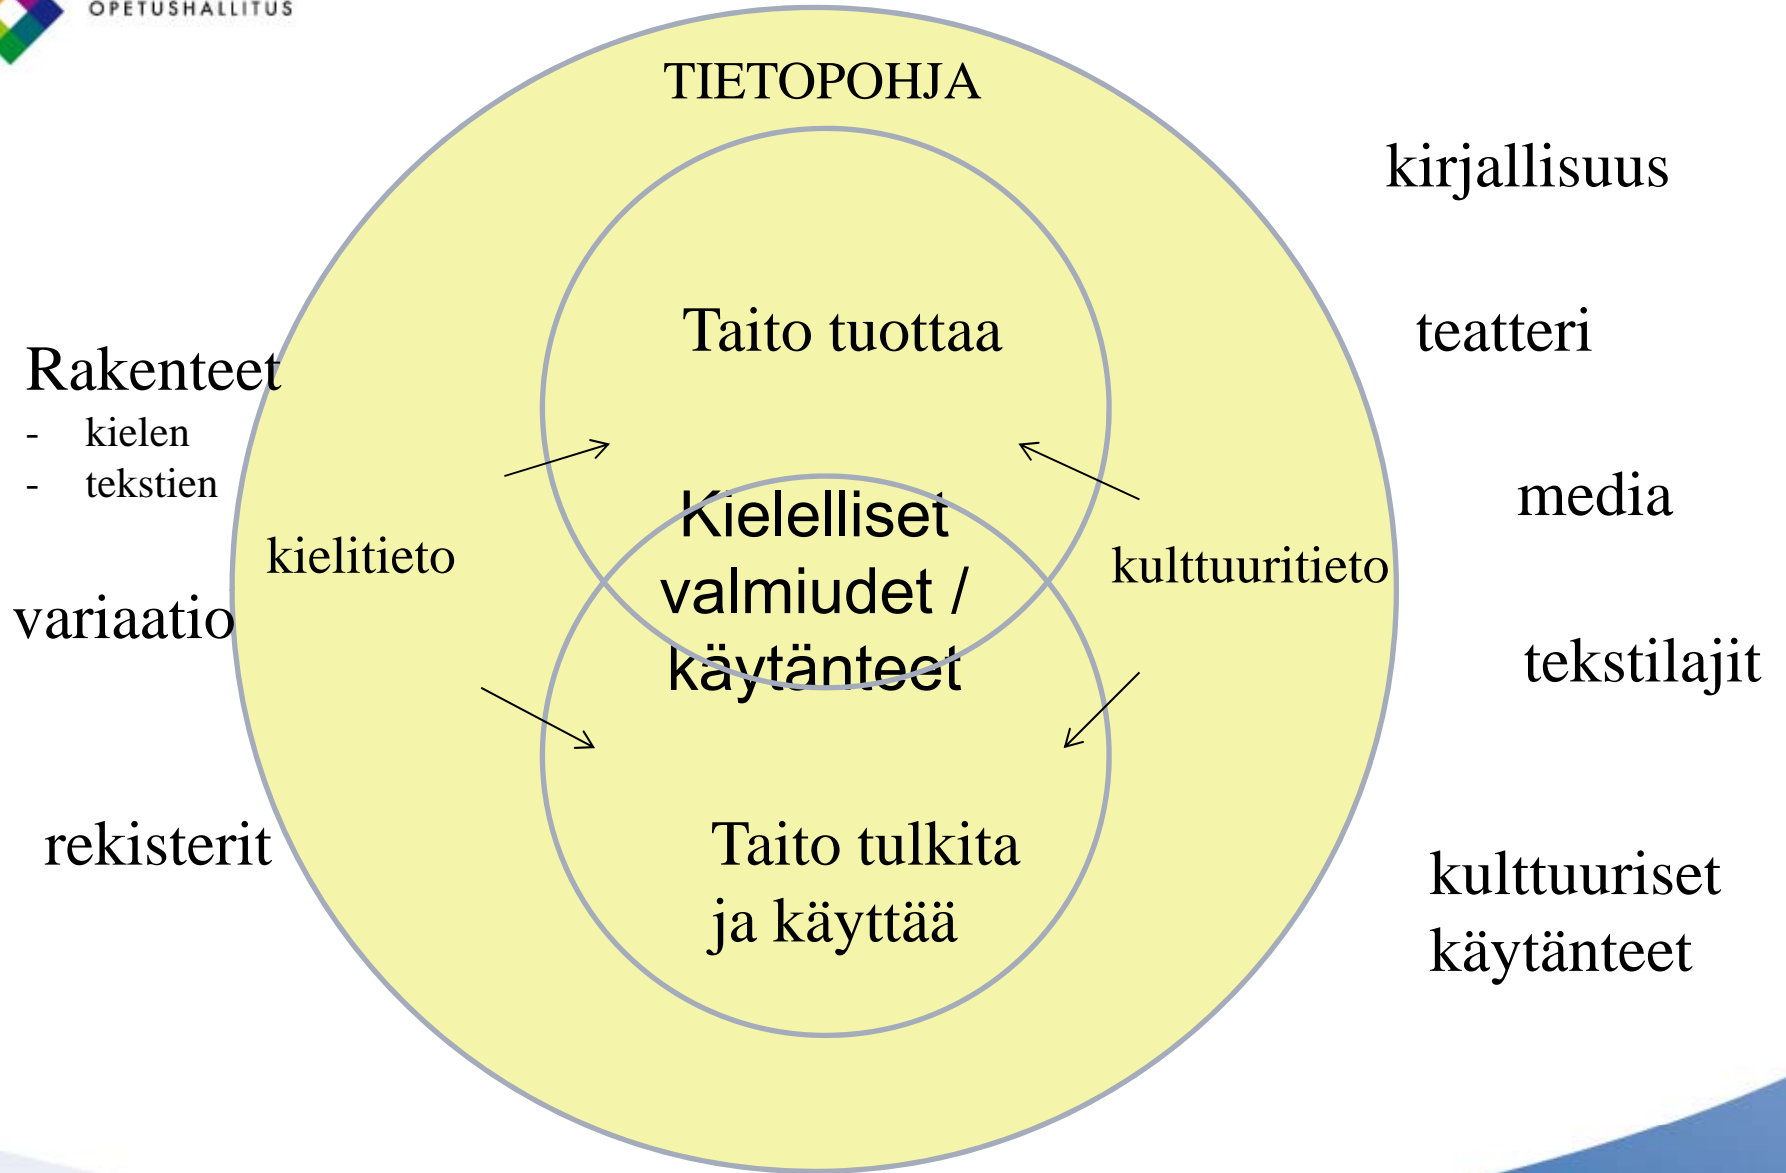 OPETUSHALLITUS
TIETOPOHJA
Taito tuottaa
Kielelliset
valmiudet /
käytänteet
Taito tulkita
ja käyttää
Rakenteet
- kielen
- tekstien
kielitieto
variaatio
rekisterit
kulttuuritieto
kirjallisuus
teatteri
media
tekstilajit
kulttuuriset
käytänteet